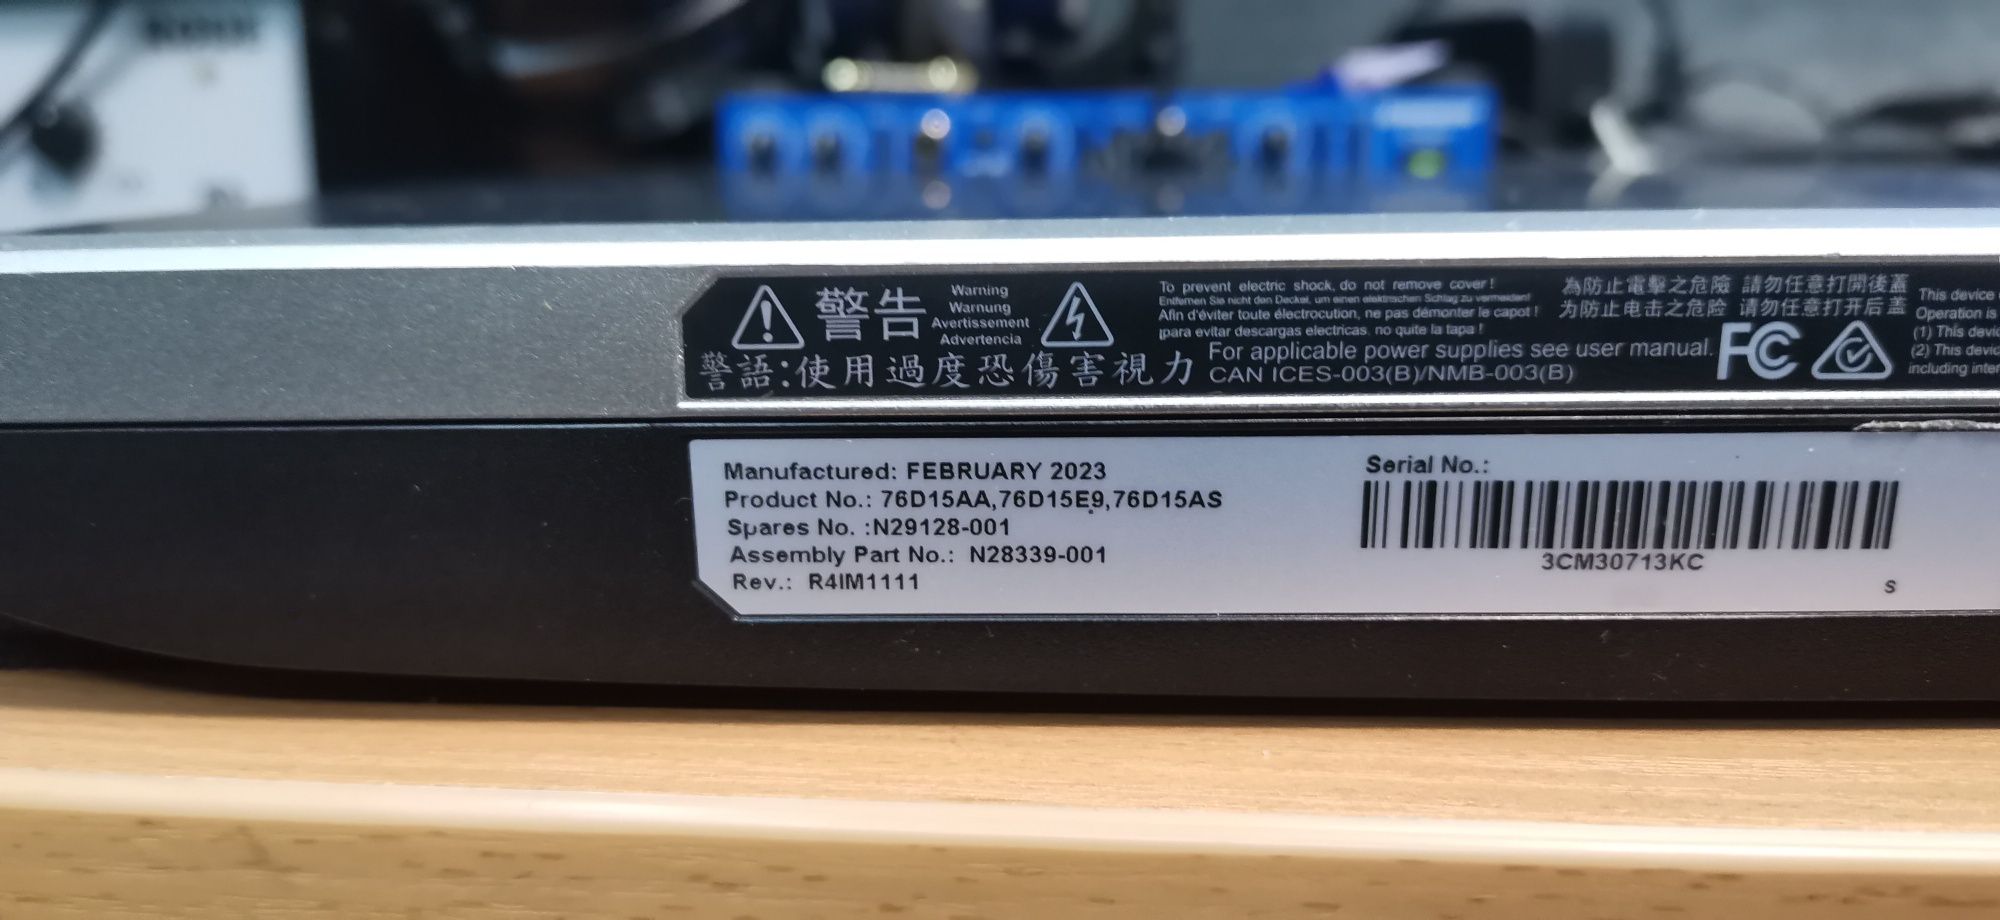 警告
Warning
Warnung
Avertissement
Advertencia
To prevent electric shock, do not remove cover!
Entfernen Sie nicht den Deckel, um einen elektrischen Schlag zu vermeiden!
Afin d'éviter toute électrocution, ne pas démonter le capot!
¡para evitar descargas electricas, no quite la tapa!
為防止電擊之危險 請勿任意打開後蓋
为防止电击之危险 请勿任意打开后盖
警語:使用過度恐傷害視力
For applicable power supplies see user manual.
CAN ICES-003(B)/NMB-003(B)
FC
This device
Operation is
(1) This
(2) This
including
Manufactured: FEBRUARY 2023
Product No.: 76D15AA,76D15E9,76D15AS
Spares No. :N29128-001
Assembly Part No.: N28339-001
Rev.: R4IM1111
Serial No.:
3CM30713KC
S